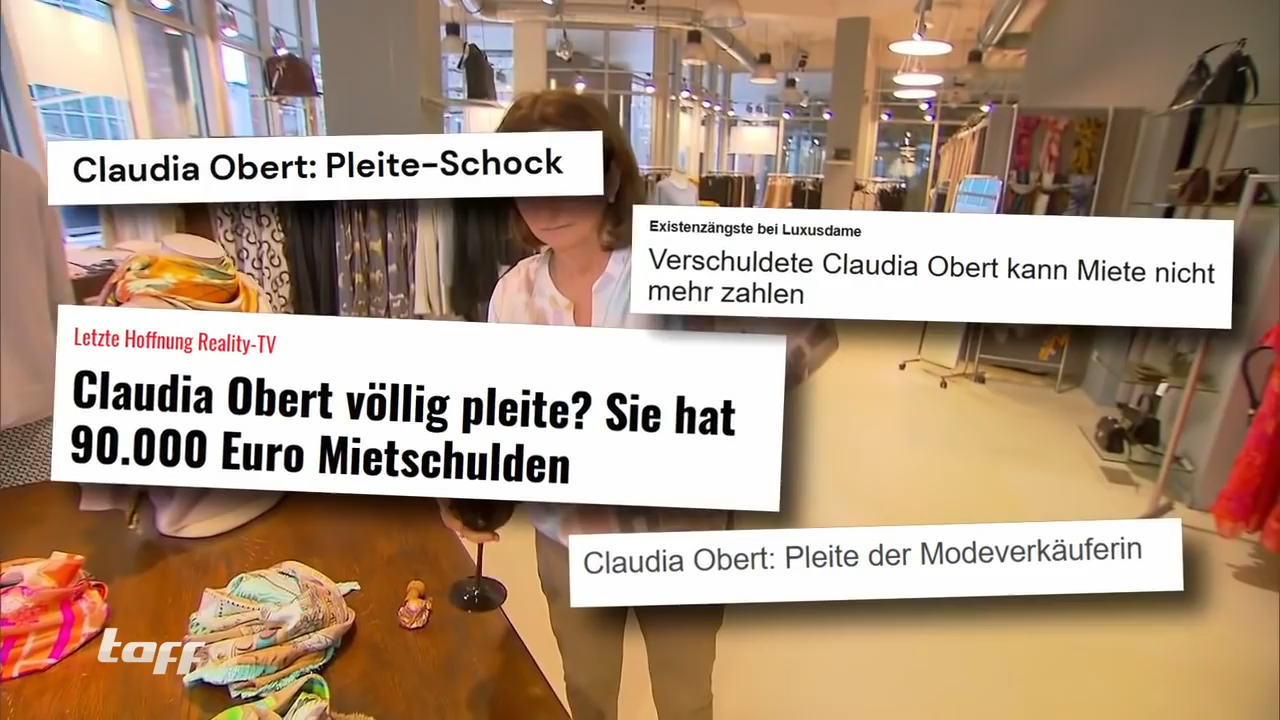 Claudia Obert: Pleite-Schock
Existenzängste bei Luxusdame
Verschuldete Claudia Obert kann Miete nicht
mehr zahlen
Letzte Hoffnung Reality-TV
Claudia Obert völlig pleite? Sie hat
90.000 Euro Mietschulden
Claudia Obert: Pleite der Modeverkäuferin
taff